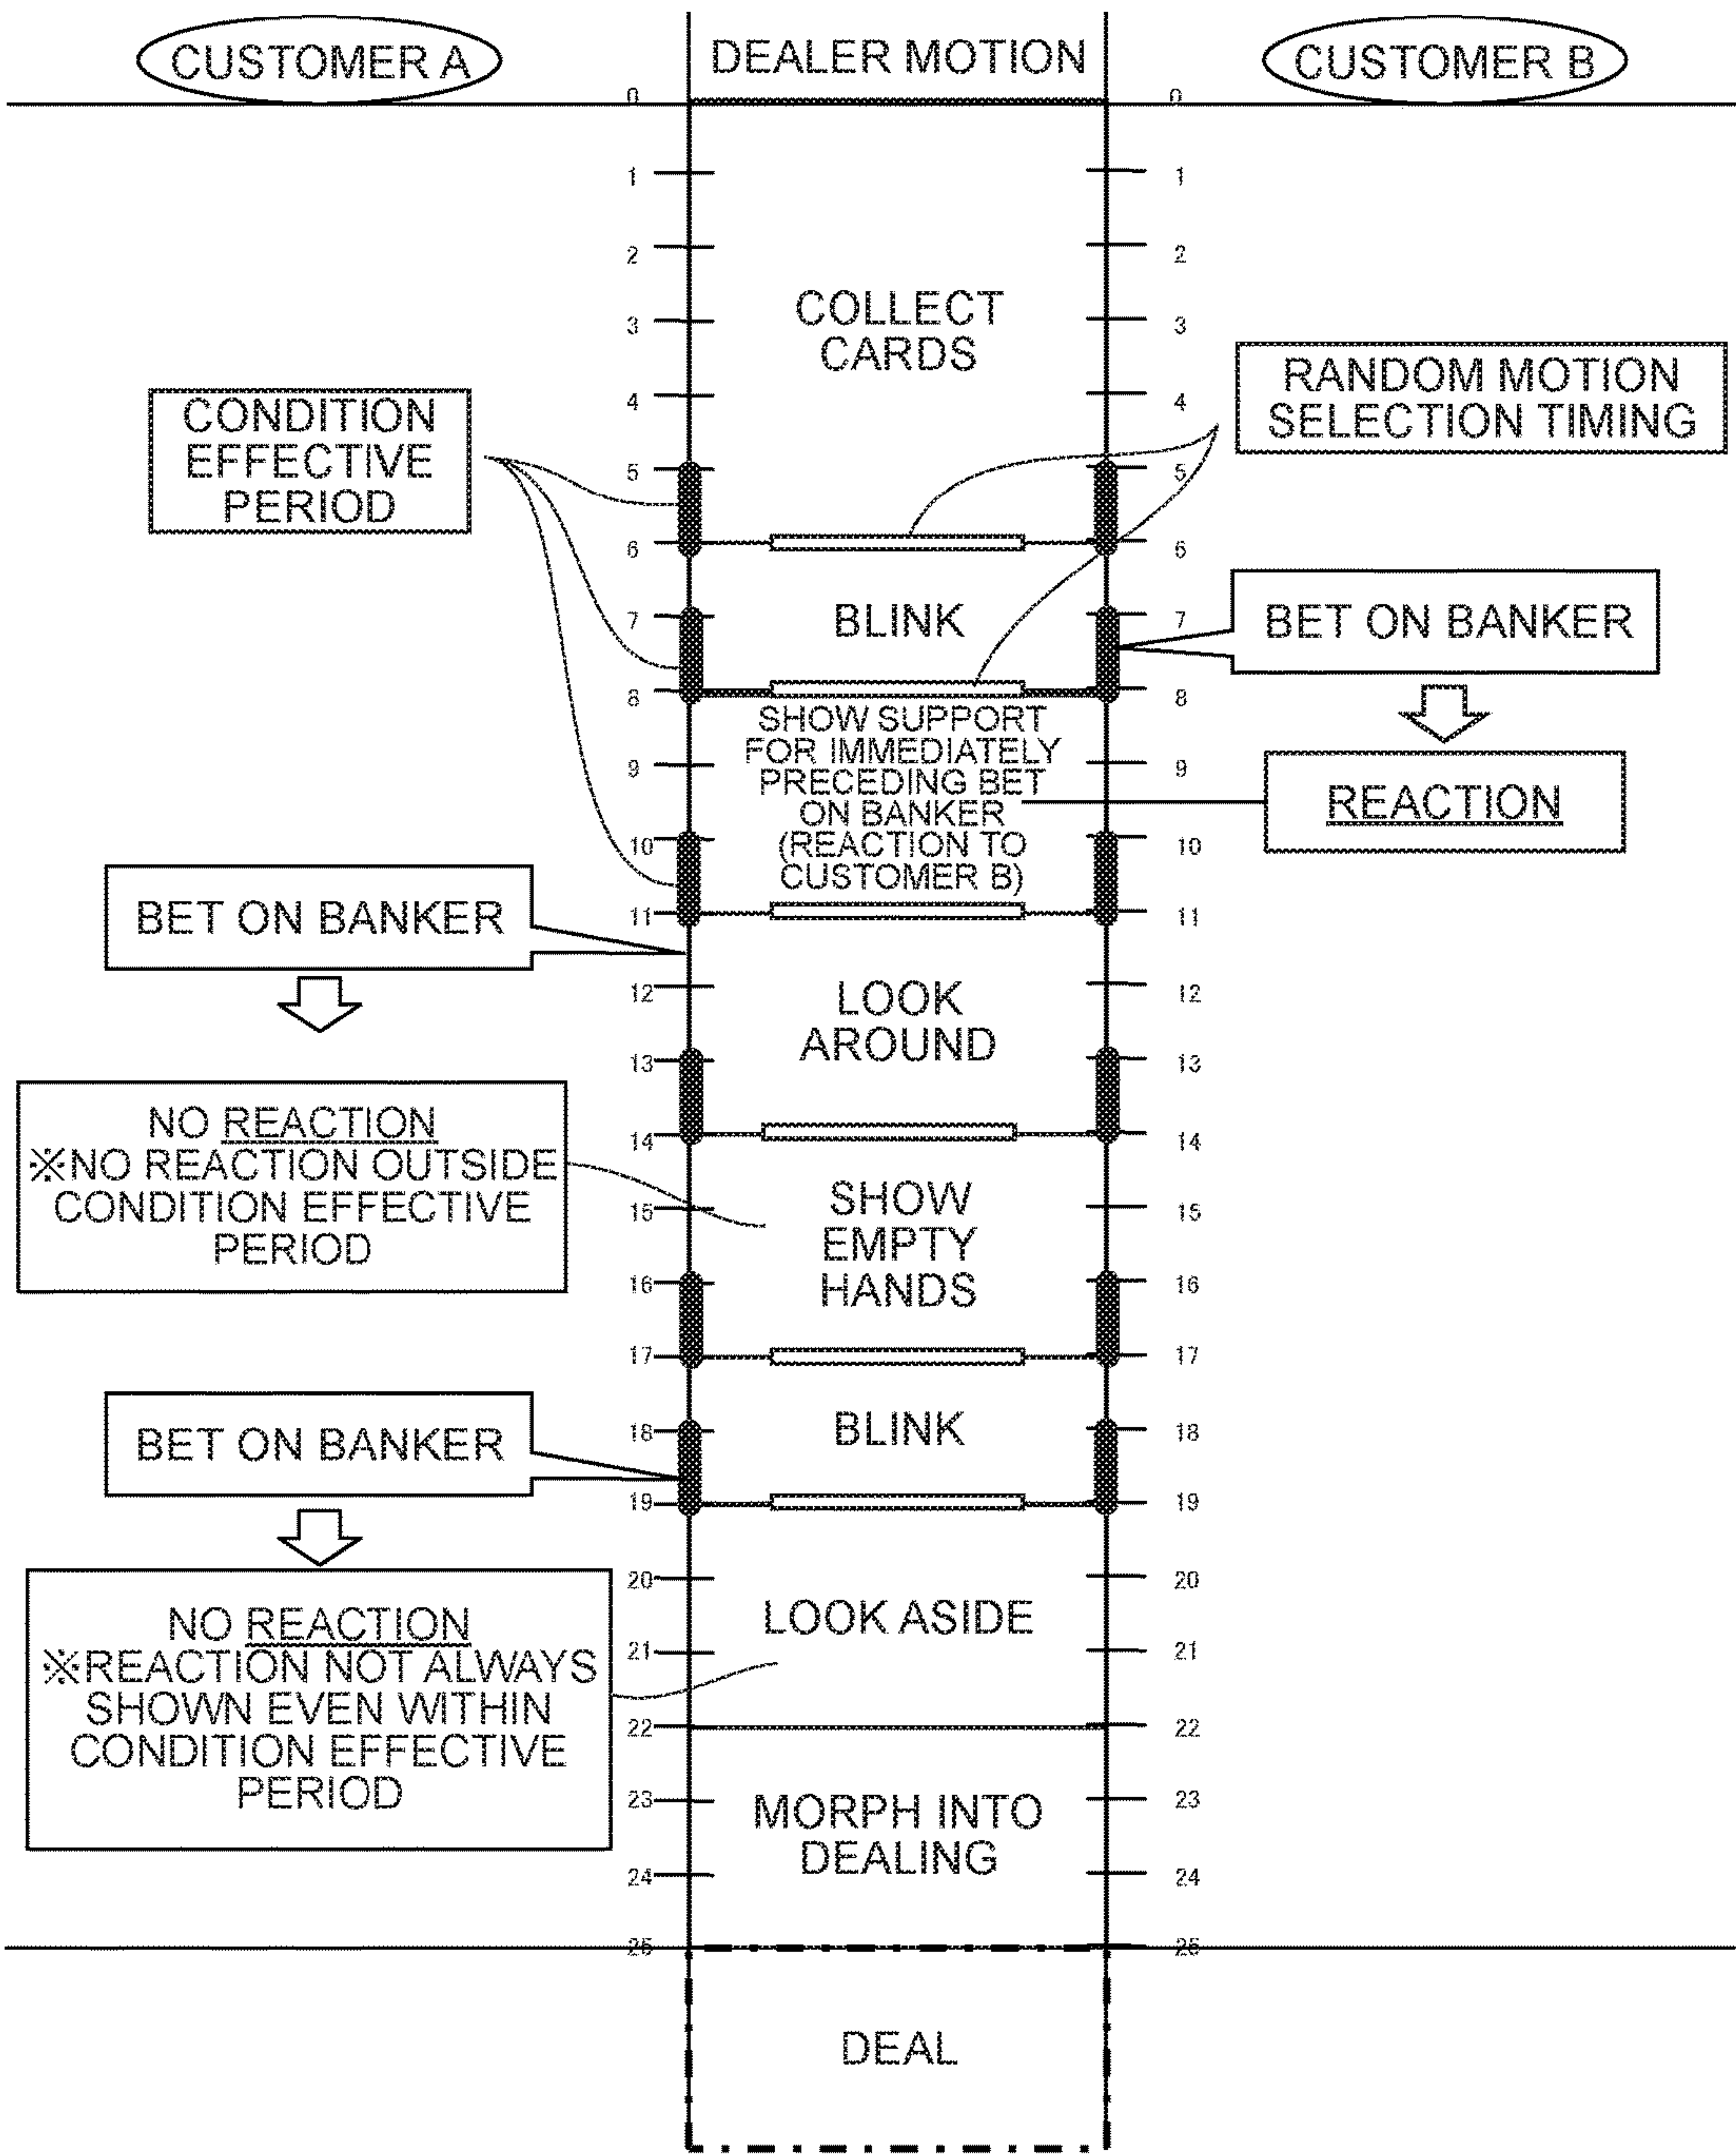 CUSTOMER A
DEALER MOTION
CUSTOMER B
0
0
1
1
2
2
3
3
COLLECT
CARDS
4
4
RANDOM MOTION
SELECTION TIMING
CONDITION
EFFECTIVE
PERIOD
5
5
6
6
7
7
BLINK
BET ON BANKER
8
8
SHOW SUPPORT
FOR IMMEDIATELY
PRECEDING BET
ON BANKER
(REACTION TO
CUSTOMER B)
9
9
REACTION
10
10
BET ON BANKER
11
11
12
12
LOOK
AROUND
13
13
NO REACTION
※NO REACTION OUTSIDE
CONDITION EFFECTIVE
PERIOD
14
14
SHOW
EMPTY
HANDS
15
15
16
16
17
17
BET ON BANKER
18
18
BLINK
19
19
20
20
LOOK ASIDE
NO REACTION
※REACTION NOT ALWAYS
SHOWN EVEN WITHIN
CONDITION EFFECTIVE
PERIOD
21
21
22
22
23
23
MORPH INTO
DEALING
24
24
25
25
DEAL